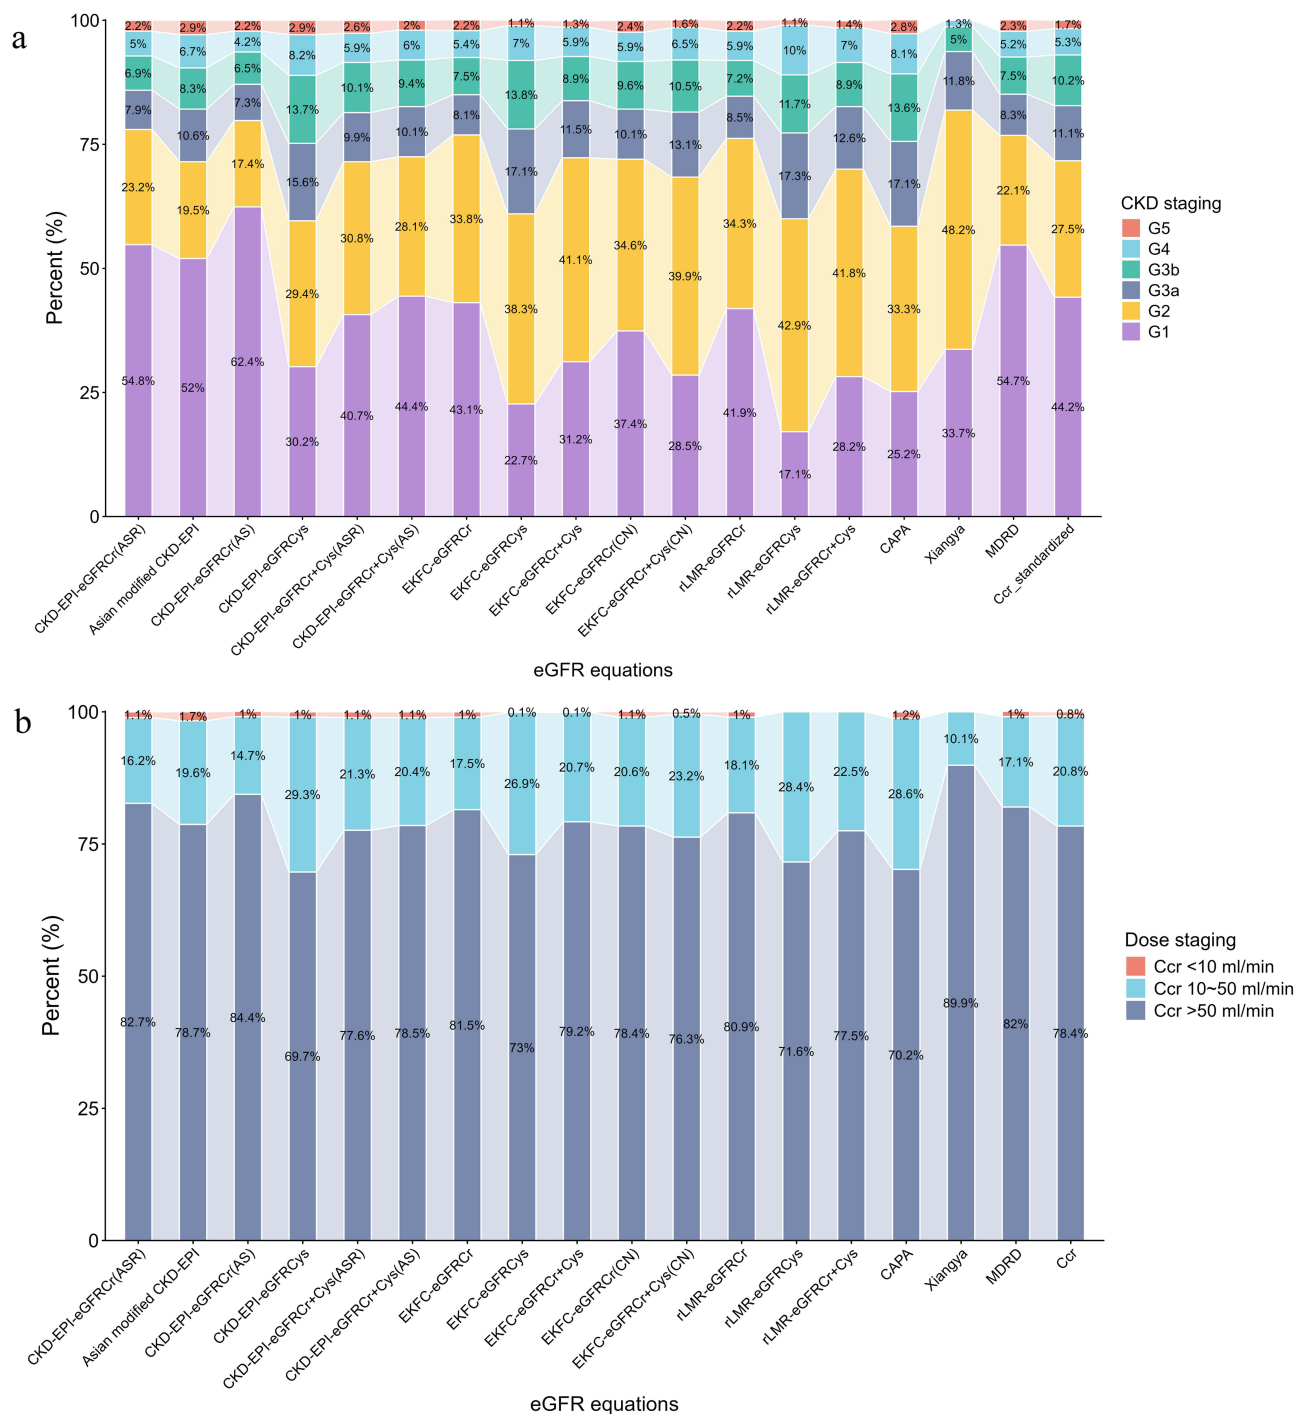 a
Percent (%)
100
75
50
25
0
2.2% 2.9% 2.2% 2.9% 2.6% 2% 2.2% 1.1% 1.3% 2.4% 1.6% 2.2% 1.1% 1.4% 2.8% 1.3% 2.3% 1.7%
5% 6.7% 4.2% 8.2% 5.9% 6% 5.4% 7% 5.9% 5.9% 6.5% 5.9% 10% 7% 8.1% 5% 5.2% 5.3%
6.9% 8.3% 6.5% 13.7% 10.1% 9.4% 7.5% 13.8% 8.9% 9.6% 10.5% 7.2% 11.7% 8.9% 13.6% 11.8% 7.5% 10.2%
7.9% 10.6% 7.3% 15.6% 9.9% 10.1% 8.1% 17.1% 11.5% 10.1% 13.1% 8.5% 17.3% 12.6% 17.1% 48.2% 8.3% 11.1%
23.2% 19.5% 17.4% 29.4% 30.8% 28.1% 33.8% 38.3% 41.1% 34.6% 39.9% 34.3% 42.9% 41.8% 33.3% 33.7% 22.1% 27.5%
54.8% 52% 62.4% 30.2% 40.7% 44.4% 43.1% 22.7% 31.2% 37.4% 28.5% 41.9% 17.1% 28.2% 25.2% 54.7% 44.2%
CKD-EPI-eGFRCr(ASR)
Asian modified CKD-EPI
CKD-EPI-eGFRCr(AS)
CKD-EPI-eGFRCys
CKD-EPI-eGFRCr+Cys(ASR)
CKD-EPI-eGFRCr+Cys(AS)
EKFC-eGFRCr
EKFC-eGFRCys
EKFC-eGFRCr+Cys
EKFC-eGFRCr(CN)
EKFC-eGFRCr+Cys(CN)
rLMR-eGFRCr
rLMR-eGFRCys
rLMR-eGFRCr+Cys
CAPA
Xiangya
MDRD
Ccr_standardized
eGFR equations
CKD staging
G5
G4
G3b
G3a
G2
G1
b
Percent (%)
100
75
50
25
0
1.1% 1.7% 1% 1% 1.1% 1.1% 1% 0.1% 0.1% 1.1% 0.5% 1% 1.2% 1% 0.8%
16.2% 19.6% 14.7% 29.3% 21.3% 20.4% 17.5% 26.9% 20.7% 20.6% 23.2% 18.1% 28.4% 22.5% 28.6% 10.1% 17.1% 20.8%
82.7% 78.7% 84.4% 69.7% 77.6% 78.5% 81.5% 73% 79.2% 78.4% 76.3% 80.9% 71.6% 77.5% 70.2% 89.9% 82% 78.4%
CKD-EPI-eGFRCr(ASR)
Asian modified CKD-EPI
CKD-EPI-eGFRCr(AS)
CKD-EPI-eGFRCys
CKD-EPI-eGFRCr+Cys(ASR)
CKD-EPI-eGFRCr+Cys(AS)
EKFC-eGFRCr
EKFC-eGFRCys
EKFC-eGFRCr+Cys
EKFC-eGFRCr(CN)
EKFC-eGFRCr+Cys(CN)
rLMR-eGFRCr
rLMR-eGFRCys
rLMR-eGFRCr+Cys
CAPA
Xiangya
MDRD
Ccr
eGFR equations
Dose staging
Ccr <10 ml/min
Ccr 10~50 ml/min
Ccr >50 ml/min